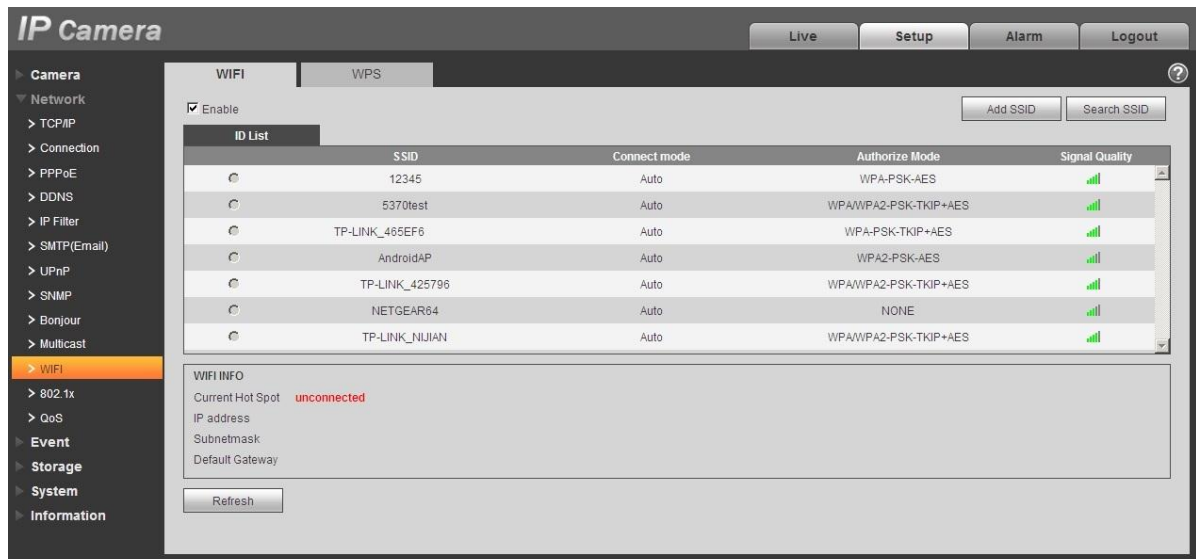 IP Camera
Live Setup Alarm Logout
Camera
Network
> TCP/IP
> Connection
> PPPoE
> DDNS
> IP Filter
> SMTP(Email)
> UPnP
> SNMP
> Bonjour
> Multicast
> WIFI
> 802.1x
> QoS
Event
Storage
System
Information
WIFI WPS
?
Enable Add SSID Search SSID
ID List
SSID Connect mode Authorize Mode Signal Quality
12345 Auto WPA-PSK-AES
5370test Auto WPA/WPA2-PSK-TKIP+AES
TP-LINK_465EF6 Auto WPA-PSK-TKIP+AES
AndroidAP Auto WPA2-PSK-AES
TP-LINK_425796 Auto WPA/WPA2-PSK-TKIP+AES
NETGEAR64 Auto NONE
TP-LINK_NIJIAN Auto WPA/WPA2-PSK-TKIP+AES
WIFI INFO
Current Hot Spot unconnected
IP address
Subnetmask
Default Gateway
Refresh